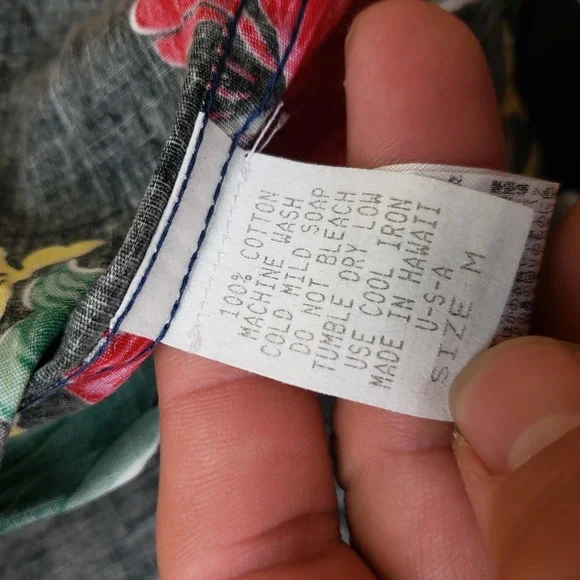 100% COTTON
MACHINE WASH
COLD MILD SOAP
DO NOT BLEACH
TUMBLE DRY LOW
USE COOL IRON
MADE IN HAWAII
U-S-A
SIZE M